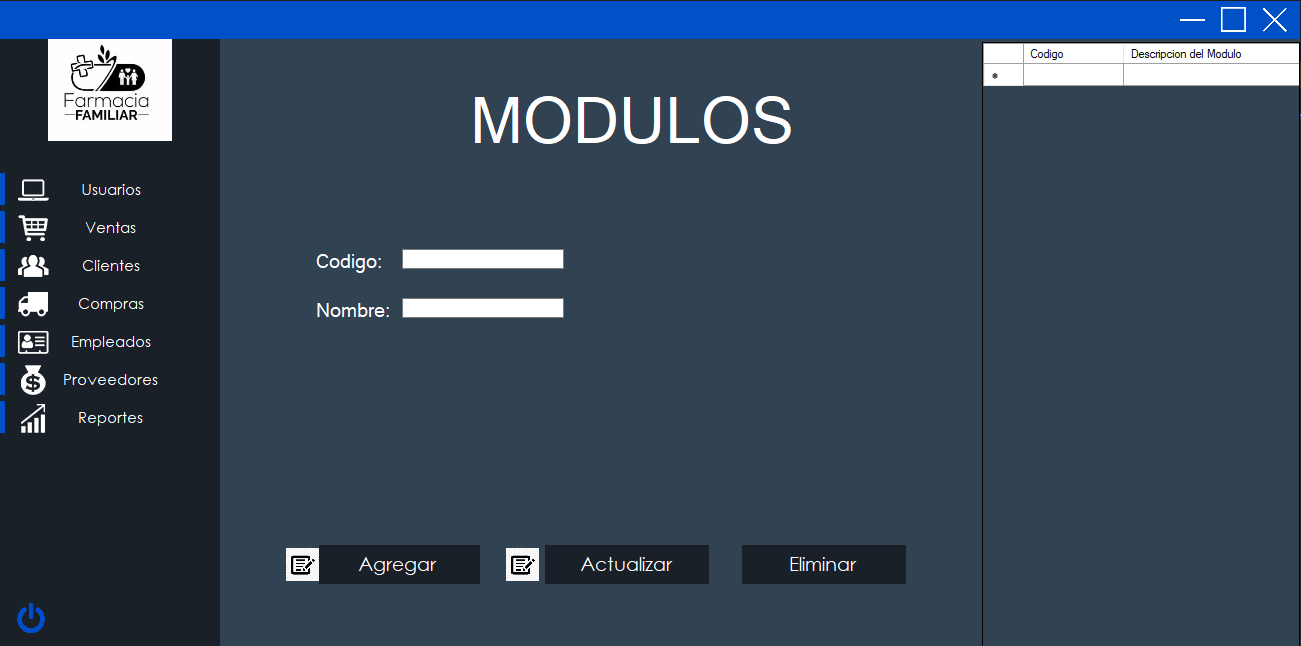 Farmacia
FAMILIAR
Usuarios
Ventas
Clientes
Compras
Empleados
Proveedores
Reportes
MODULOS
Codigo:
Nombre:
Agregar
Actualizar
Eliminar
Codigo
Descripcion del Modulo